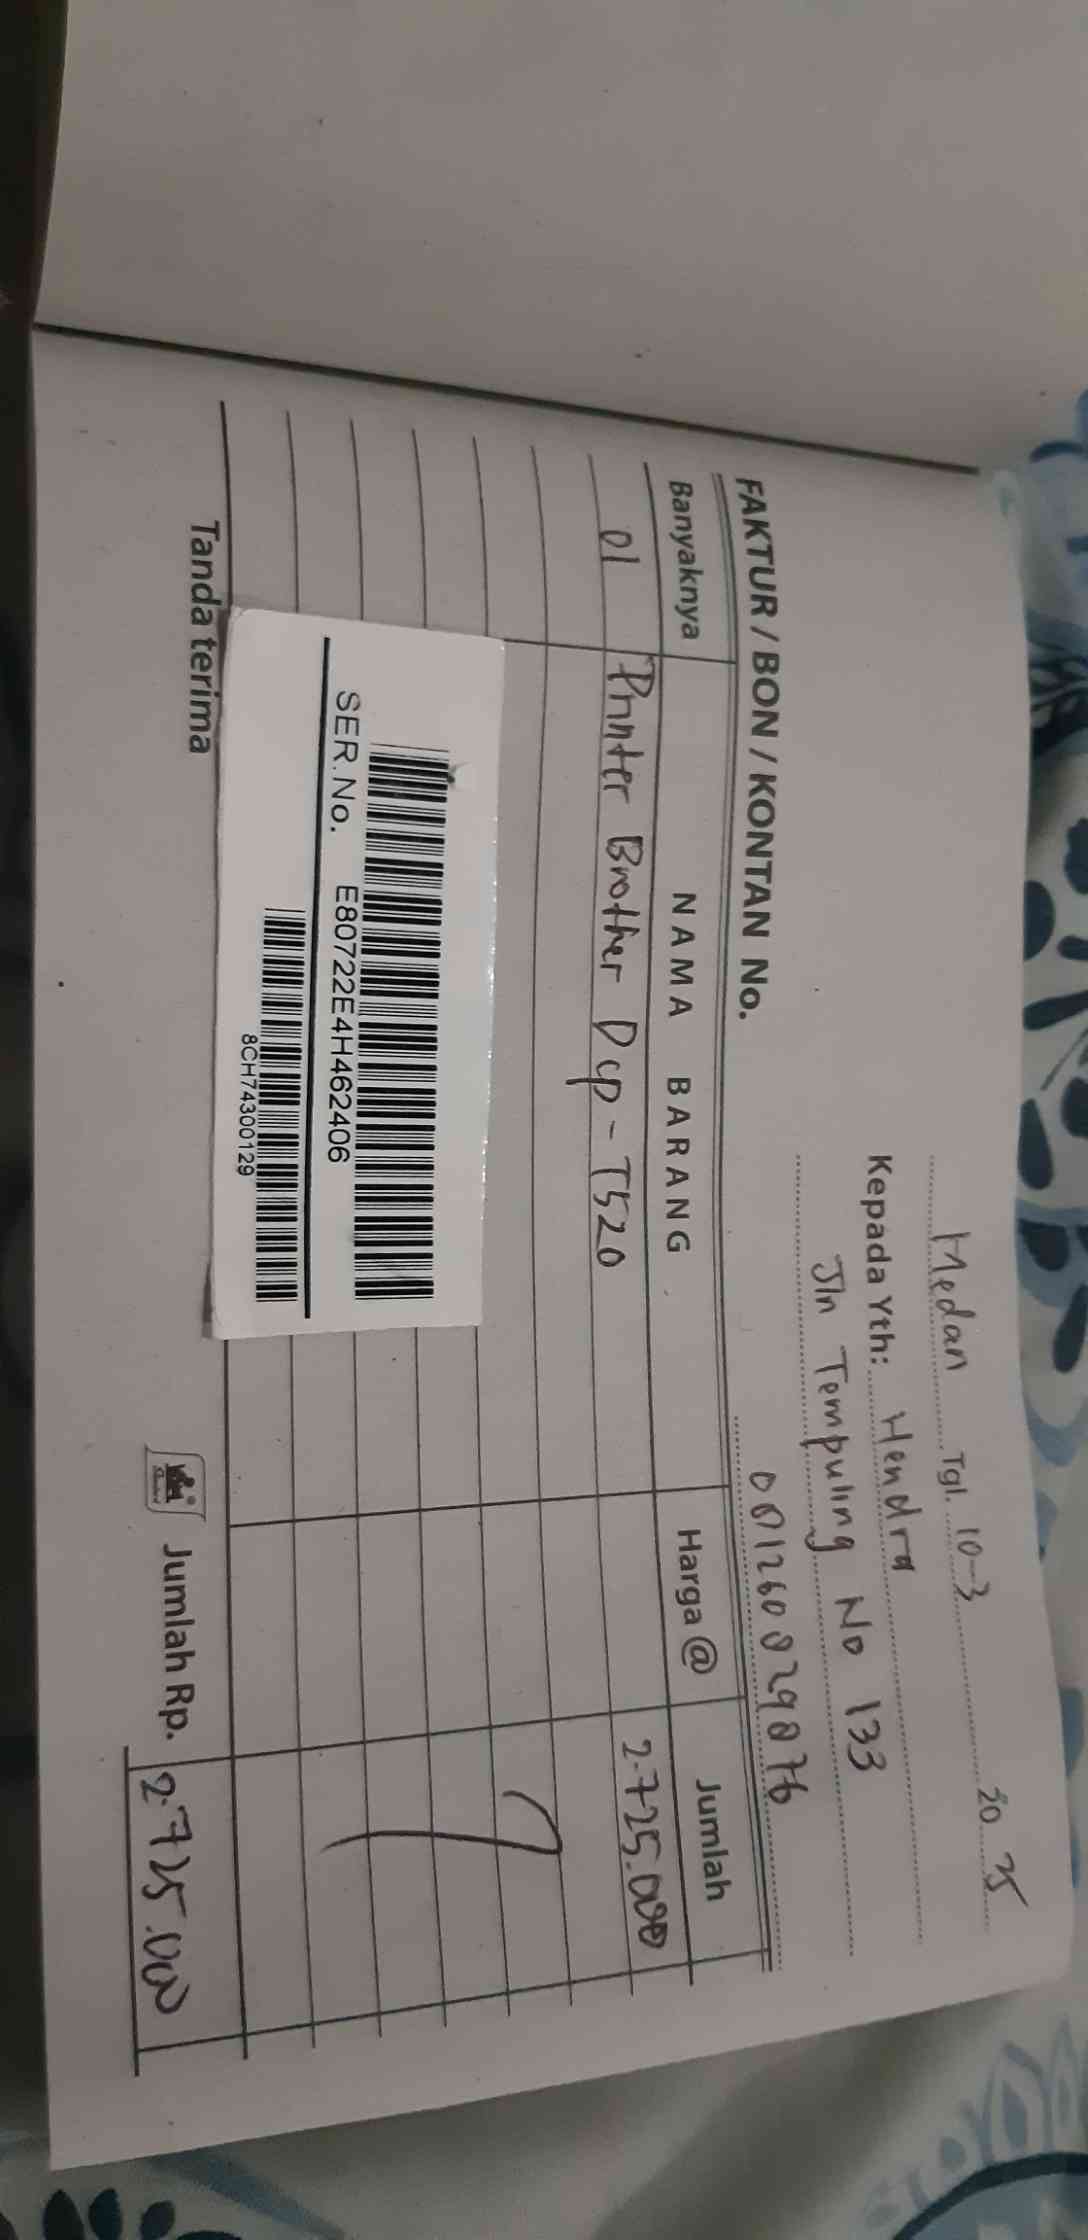 Medan Tgl. 10-3 20 25
Kepada Yth: Hendra
Jln Tempuling No 133
081260829876
FAKTUR / BON / KONTAN No.
Banyaknya NAMA BARANG Harga @ Jumlah
01 Printer Brother Dcp-T520 2.725.000
SER.No. E80722E4H462406
8CH74300129
Tanda terima Jumlah Rp. 2.725.000